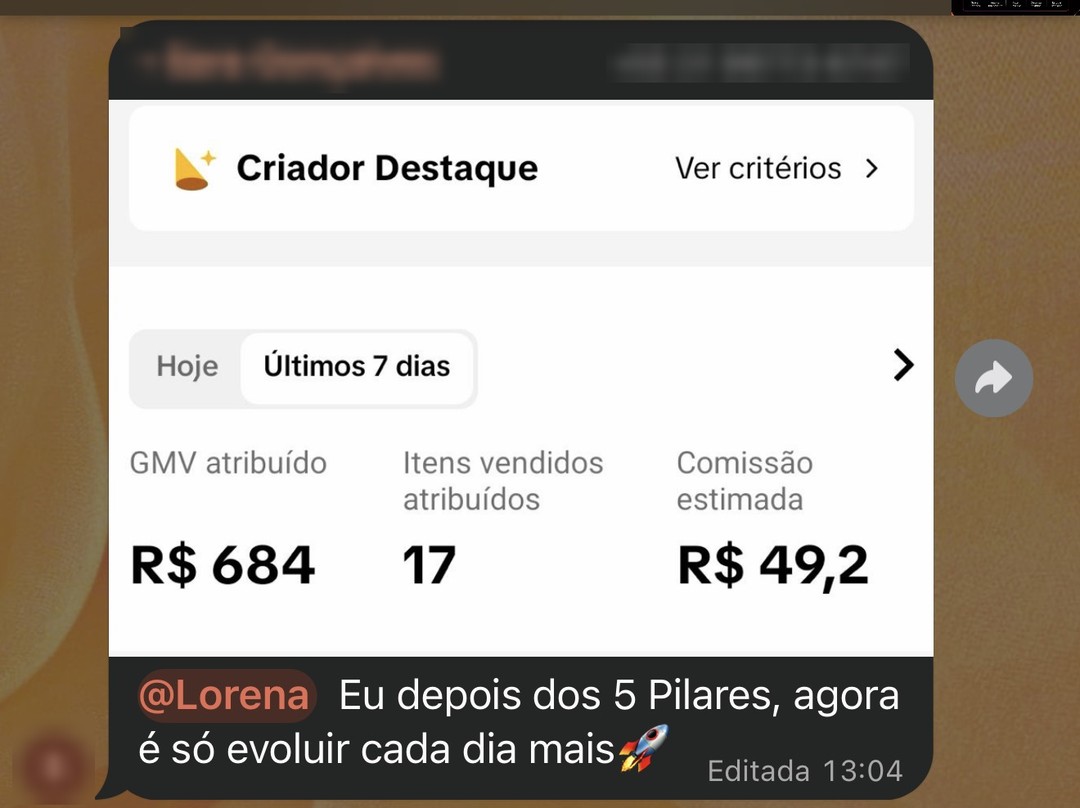 Criador Destaque
Ver critérios
Hoje
Últimos 7 dias
GMV atribuído
Itens vendidos
atribuídos
Comissão
estimada
R$ 684
17
R$ 49,2
@Lorena Eu depois dos 5 Pilares, agora
é só evoluir cada dia mais🚀
Editada 13:04